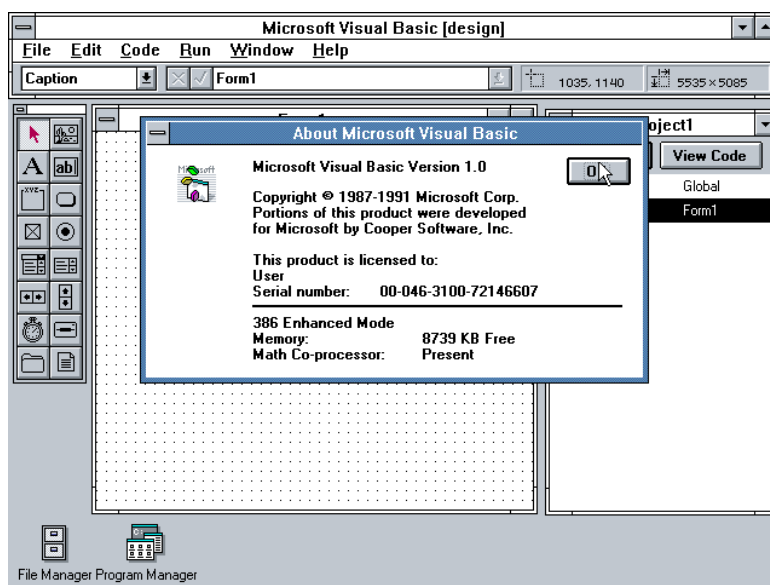 Microsoft Visual Basic [design]
File Edit Code Run Window Help
Caption Form1 1035, 1140 5535×5085
A ab
XYZ
About Microsoft Visual Basic
Microsoft
Microsoft Visual Basic Version 1.0
Copyright © 1987-1991 Microsoft Corp.
Portions of this product were developed
for Microsoft by Cooper Software, Inc.
This product is licensed to:
User
Serial number: 00-046-3100-72146607
386 Enhanced Mode
Memory: 8739 KB Free
Math Co-processor: Present
View Code
Global
Form1
File Manager Program Manager